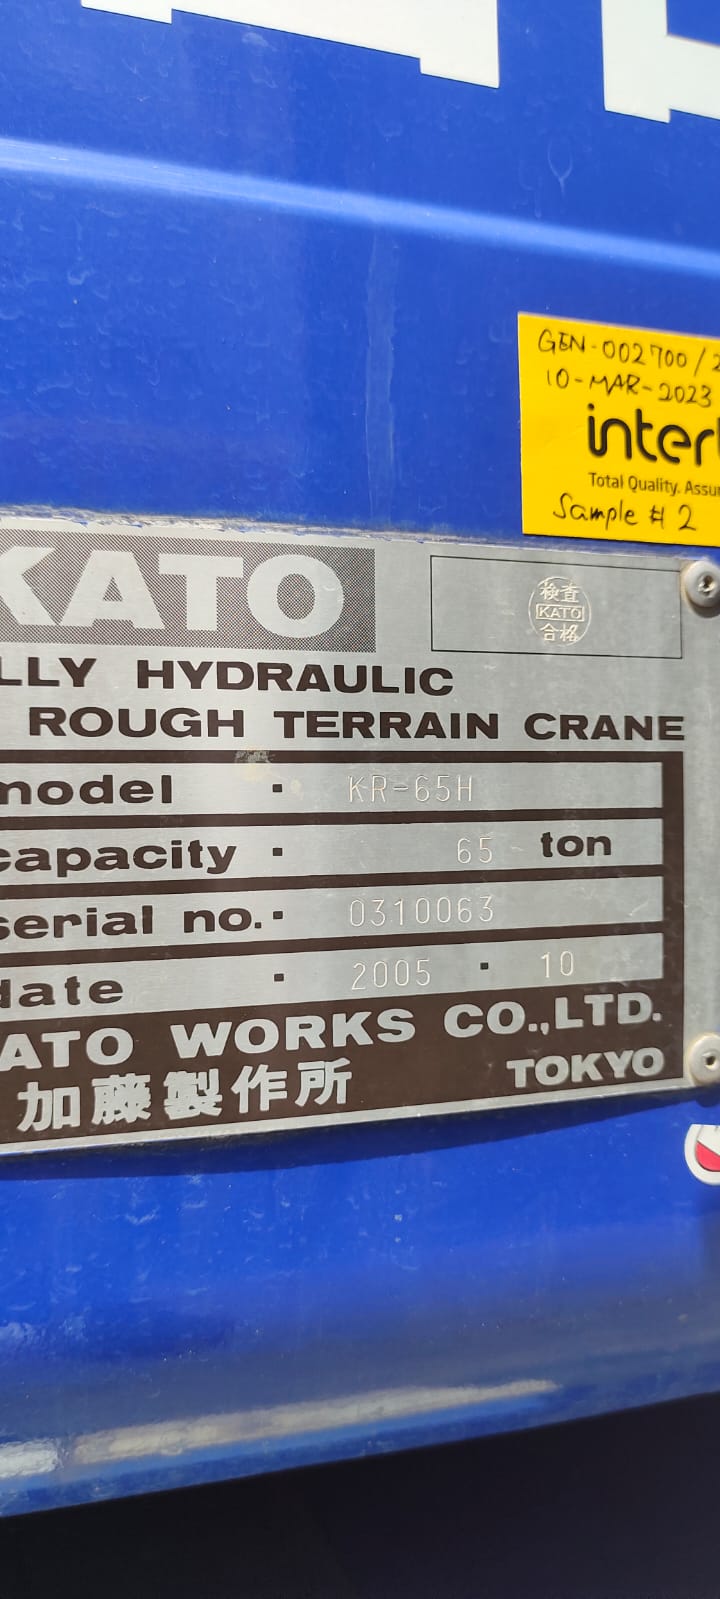 GEN-002700/2
10-MAR-2023
inter
Total Quality. Assu
Sample # 2
KATO
検査
KATO
合格
LLY HYDRAULIC
ROUGH TERRAIN CRANE
model · KR-65H
capacity · 65 ton
serial no. · 0310063
date · 2005 · 10
ATO WORKS CO.,LTD.
加藤製作所 TOKYO